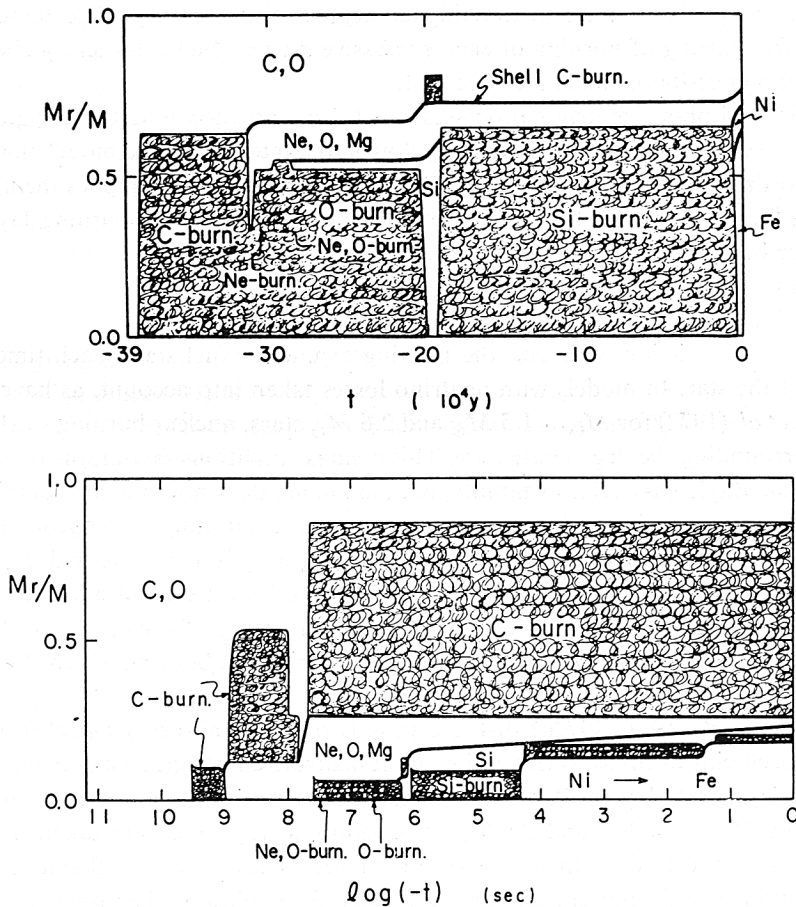 1.0
C,O
Shell C-burn.
Mr/M
Ni
Ne, O, Mg
0.5
Si
O-burn
C-burn
Si-burn
Fe
Ne, O-burn
Ne-burn.
0.0
-39 -30 -20 -10 0
t ( 10⁴y )
1.0
Mr/M
C,O
C-burn
0.5
C-burn.
Ne, O, Mg
Si
Si-burn
Ni → Fe
0.0
11 10 9 8 7 6 5 4 3 2 1 0
Ne, O-burn. O-burn.
log(-t) (sec)